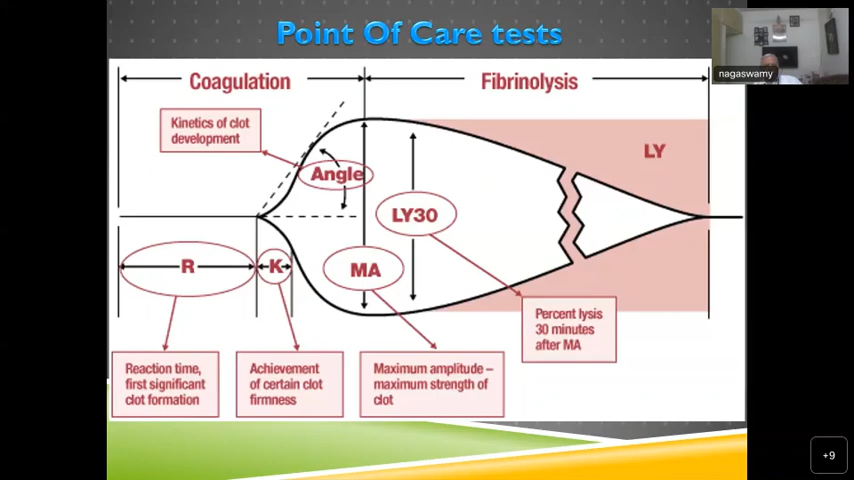 Point Of Care tests
nagaswamy
Coagulation
Fibrinolysis
Kinetics of clot
development
Angle
LY
LY30
R
K
MA
Percent lysis
30 minutes
after MA
Reaction time,
first significant
clot formation
Achievement
of certain clot
firmness
Maximum amplitude –
maximum strength of
clot
+9